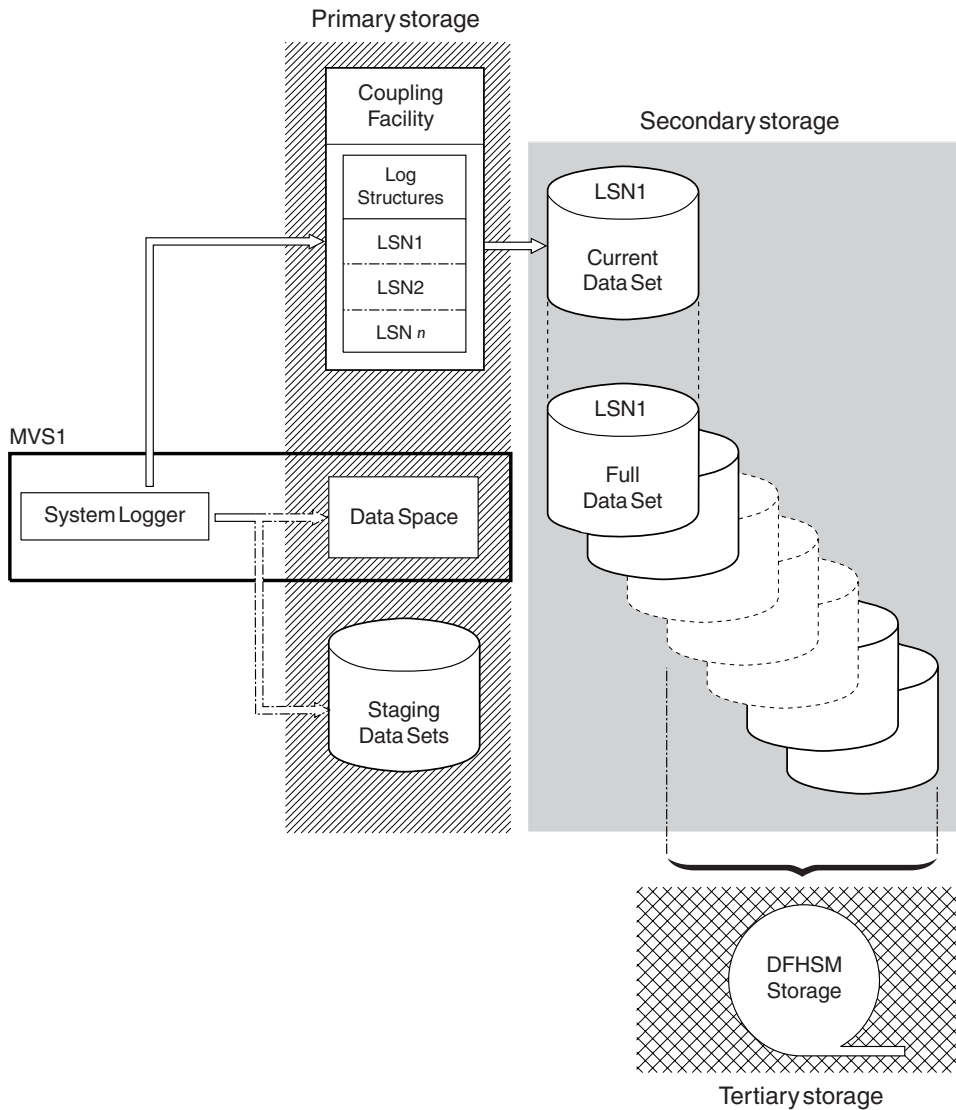 Primary storage
Coupling
Facility
Log
Structures
LSN1
LSN2
LSN n
Secondary storage
LSN1
Current
Data Set
LSN1
Full
Data Set
MVS1
System Logger
Data Space
Staging
Data Sets
DFHSM
Storage
Tertiary storage